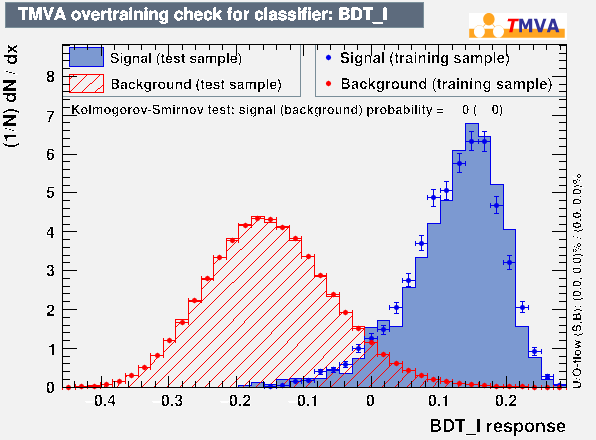 TMVA overtraining check for classifier: BDT_I
TMVA
Signal (test sample)
Signal (training sample)
Background (test sample)
Background (training sample)
Kolmogorov-Smirnov test: signal (background) probability = 0 ( 0)
(1/N) dN / dx
8
7
6
5
4
3
2
1
0
0.4
-0.3
-0.2
-0.1
0
0.1
0.2
BDT_I response
U/O-flow (S,B): (0.0, 0.0)% / (0.0, 0.0)%